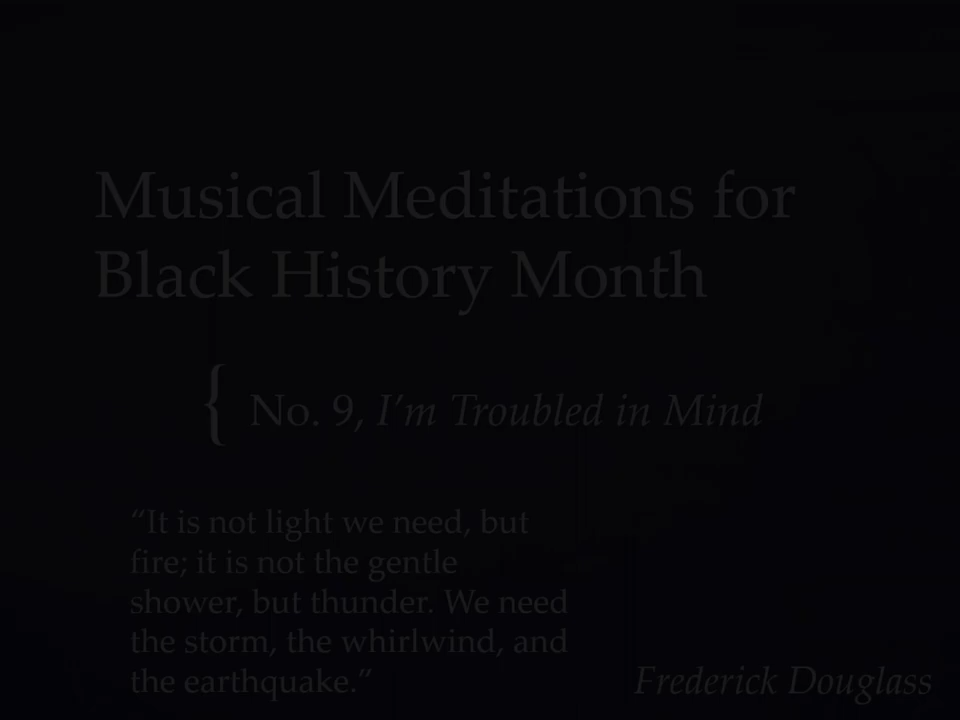 Musical Meditations for
Black History Month
{ No. 9, I'm Troubled in Mind
“It is not light we need, but
fire; it is not the gentle
shower, but thunder. We need
the storm, the whirlwind, and
the earthquake.”
Frederick Douglass